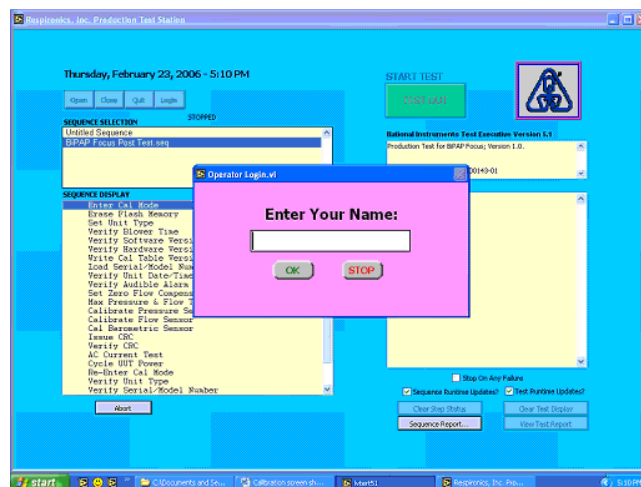 Respironics, Inc. Production Test Station
Thursday, February 23, 2006 - 5:10 PM
START TEST
Open
Close
Quit
Login
STOPPED
SEQUENCE SELECTION
Untitled Sequence
BiPAP Focus Post Test.seq
National Instruments Test Executive Version 5.1
Production Test for BiPAP Focus; Version 1.0.
Operator Login.vi
Enter Your Name:
OK
STOP
SEQUENCE DISPLAY
Enter Cal Mode
Erase Flash Memory
Set Unit Type
Verify Blower Time
Verify Software Versi
Verify Hardware Versi
Write Cal Table Versi
Load Serial/Model Num
Verify Unit Date/Time
Verify Audible Alarm
Set Zero Flow Compens
Max Pressure & Flow T
Calibrate Pressure Se
Calibrate Flow Sensor
Cal Barometric Sensor
Issue CRC
Verify CRC
AC Current Test
Cycle UUT Power
Re-Enter Cal Mode
Verify Unit Type
Verify Serial/Model Number
Abort
Stop On Any Failure
Sequence Runtime Updates?
Test Runtime Updates?
Clear Step Status
Clear Test Display
Sequence Report...
View Test Report
start
C:\Documents and Se...
Calibration screen sh...
Respironics, Inc. Pro...
5:10 PM